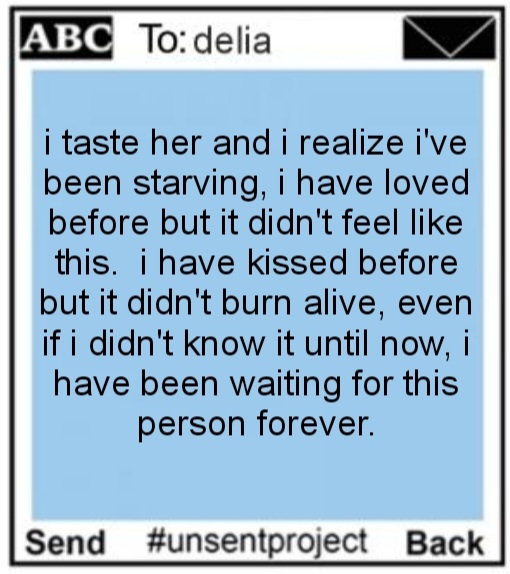 ABC To: delia
i taste her and i realize i've
been starving, i have loved
before but it didn't feel like
this.  i have kissed before
but it didn't burn alive, even
if i didn't know it until now, i
have been waiting for this
person forever.
Send #unsentproject Back